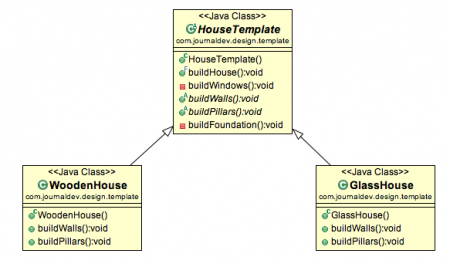 <<Java Class>>
HouseTemplate
com.journaldev.design.template
HouseTemplate()
buildHouse():void
buildWindows():void
buildWalls():void
buildPillars():void
buildFoundation():void
<<Java Class>>
WoodenHouse
com.journaldev.design.template
WoodenHouse()
buildWalls():void
buildPillars():void
<<Java Class>>
GlassHouse
com.journaldev.design.template
GlassHouse()
buildWalls():void
buildPillars():void